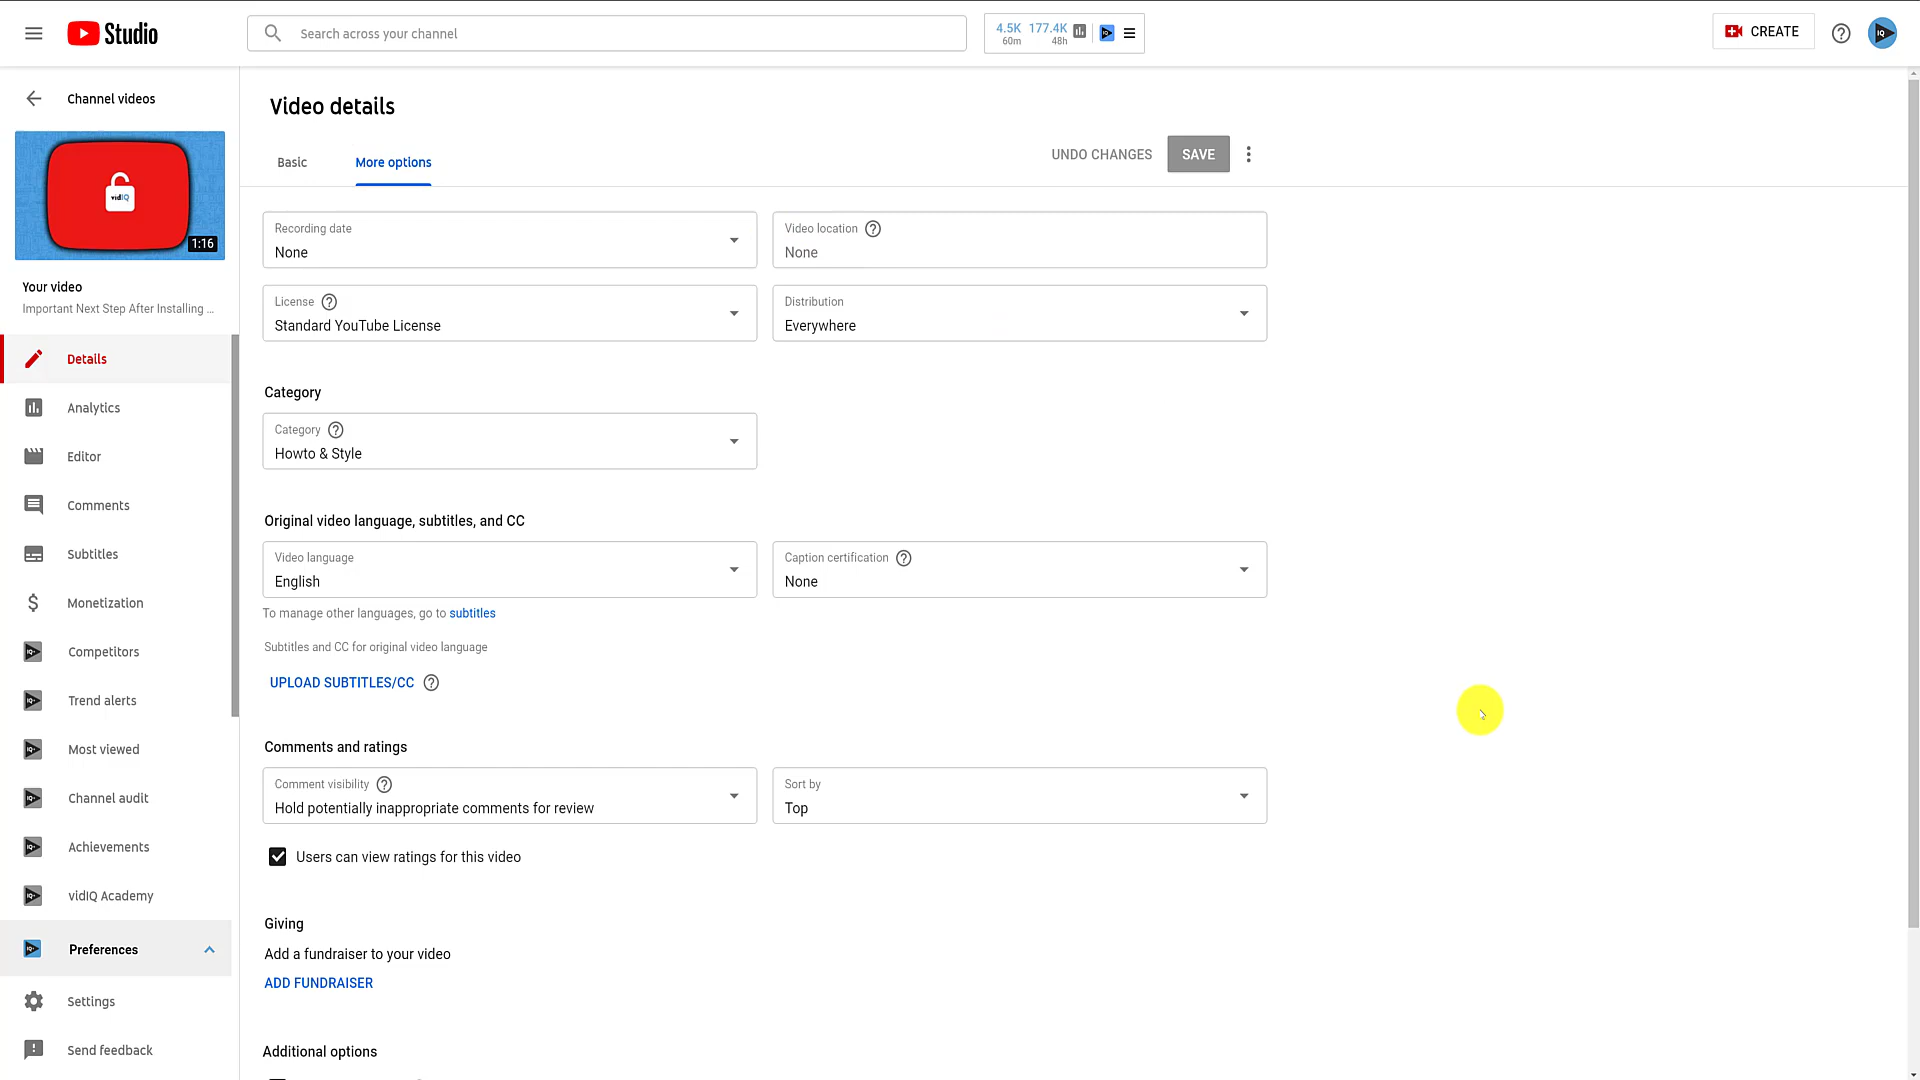 Studio
Search across your channel
4.5K 177.4K
60m 48h
CREATE
Channel videos
vidIQ
1:16
Your video
Important Next Step After Installing ...
Details
Analytics
Editor
Comments
Subtitles
Monetization
Competitors
Trend alerts
Most viewed
Channel audit
Achievements
vidIQ Academy
Preferences
Settings
Send feedback
Video details
Basic
More options
UNDO CHANGES
SAVE
Recording date
None
Video location
None
License
Standard YouTube License
Distribution
Everywhere
Category
Category
Howto & Style
Original video language, subtitles, and CC
Video language
English
Caption certification
None
To manage other languages, go to subtitles
Subtitles and CC for original video language
UPLOAD SUBTITLES/CC
Comments and ratings
Comment visibility
Hold potentially inappropriate comments for review
Sort by
Top
Users can view ratings for this video
Giving
Add a fundraiser to your video
ADD FUNDRAISER
Additional options